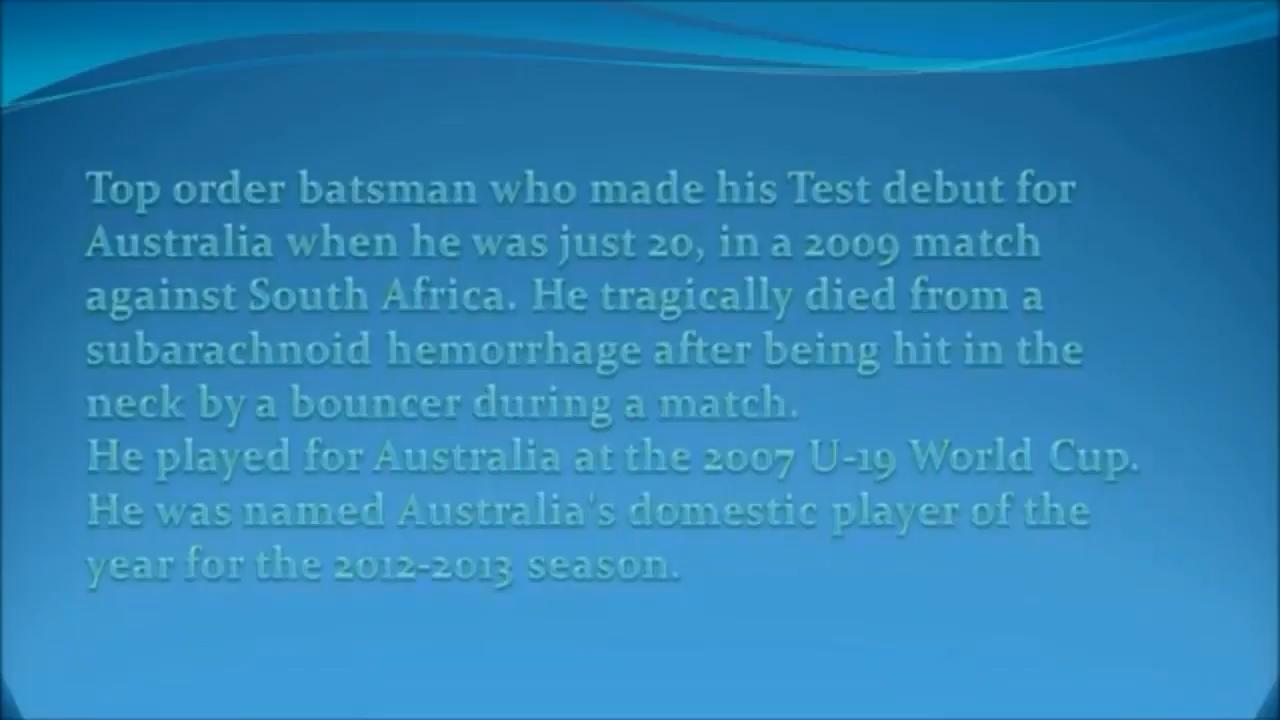 Top order batsman who made his Test debut for
Australia when he was just 20, in a 2009 match
against South Africa. He tragically died from a
subarachnoid hemorrhage after being hit in the
neck by a bouncer during a match.
He played for Australia at the 2007 U-19 World Cup.
He was named Australia's domestic player of the
year for the 2012-2013 season.